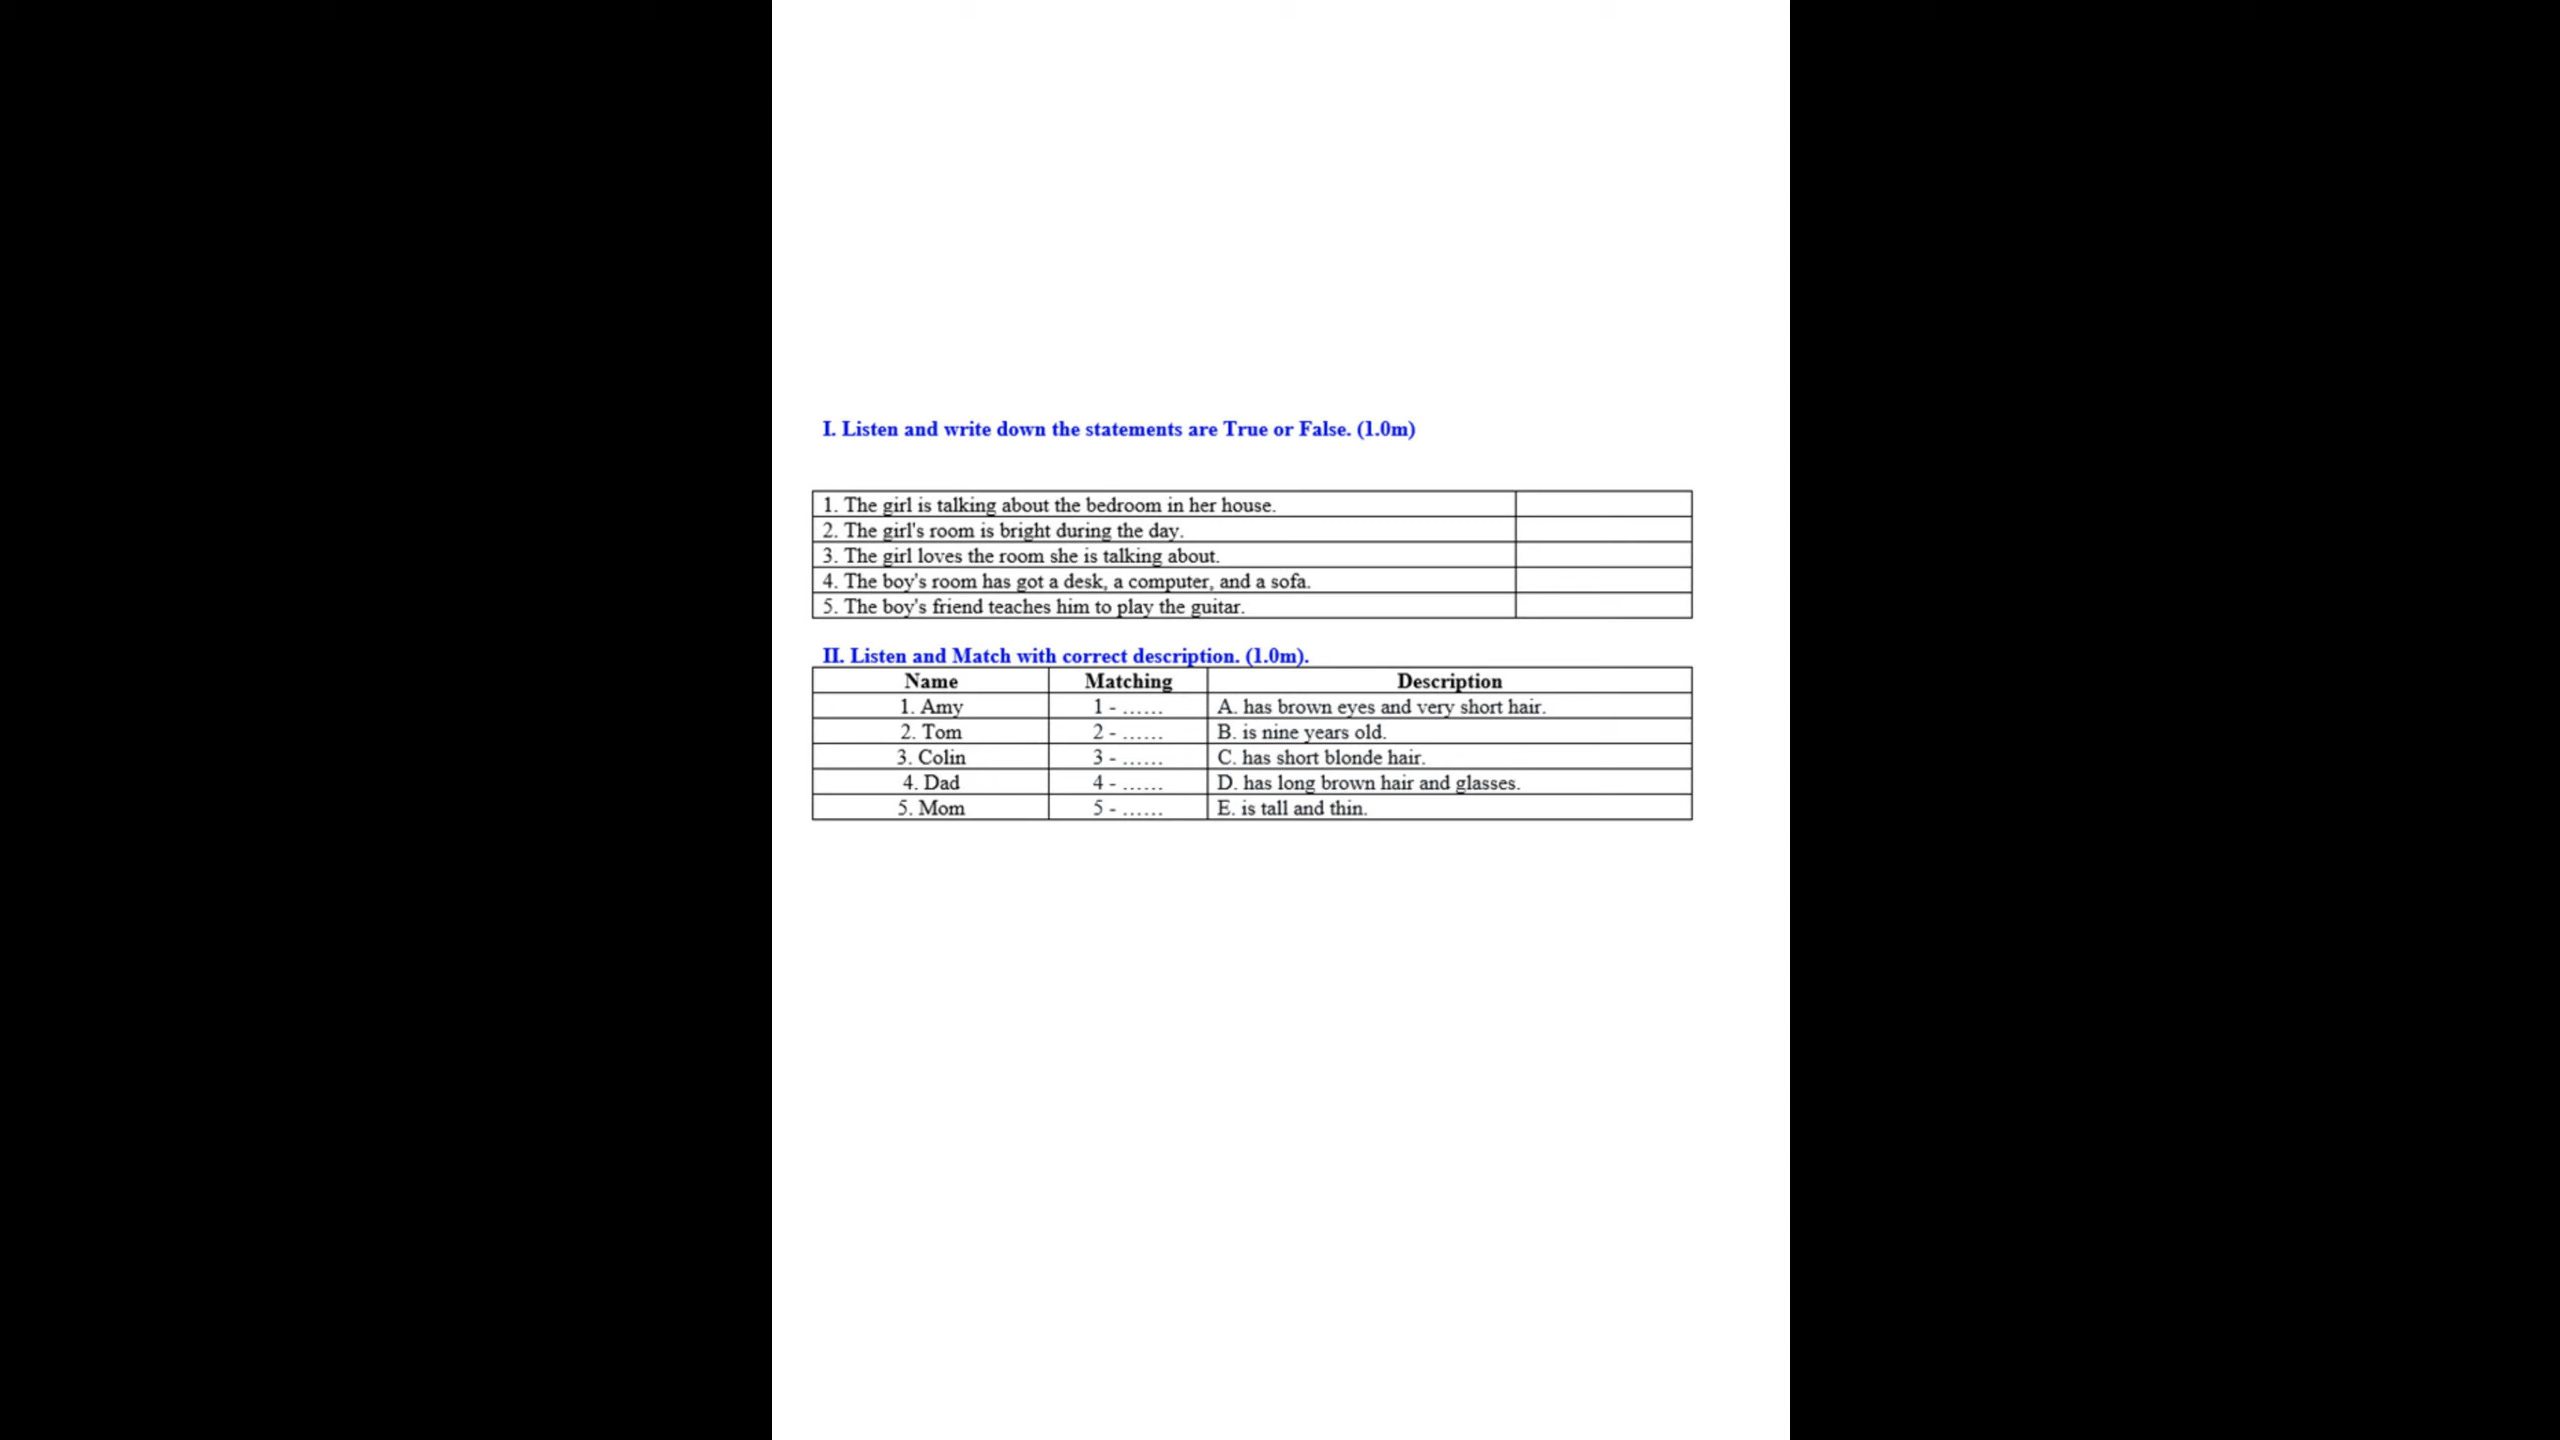 I. Listen and write down the statements are True or False. (1.0m)
1. The girl is talking about the bedroom in her house.
2. The girl's room is bright during the day.
3. The girl loves the room she is talking about.
4. The boy's room has got a desk, a computer, and a sofa.
5. The boy's friend teaches him to play the guitar.
II. Listen and Match with correct description. (1.0m).
Name Matching Description
1. Amy 1 - ...... A. has brown eyes and very short hair.
2. Tom 2 - ...... B. is nine years old.
3. Colin 3 - ...... C. has short blonde hair.
4. Dad 4 - ...... D. has long brown hair and glasses.
5. Mom 5 - ...... E. is tall and thin.